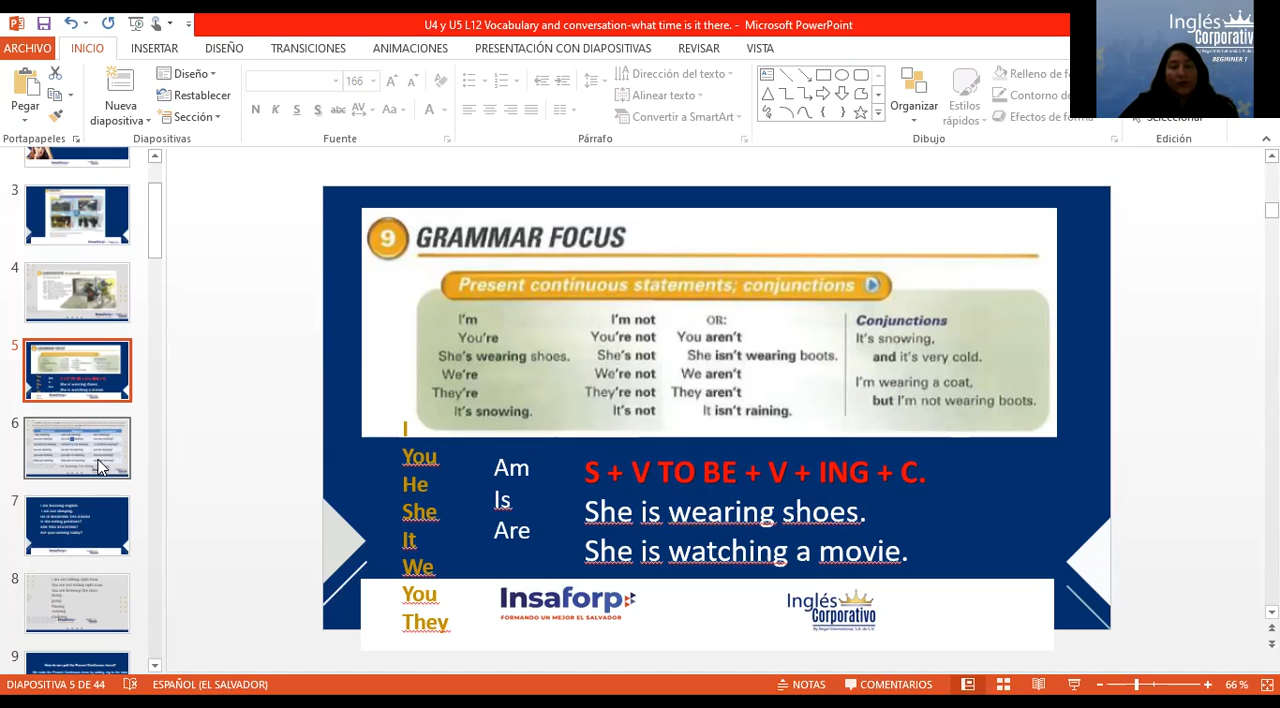 U4 y U5 L12 Vocabulary and conversation-what time is it there. - Microsoft PowerPoint
Inglés
Corporativo
BEGINNER 1
ARCHIVO INICIO INSERTAR DISEÑO TRANSICIONES ANIMACIONES PRESENTACIÓN CON DIAPOSITIVAS REVISAR VISTA
Pegar
Nueva diapositiva
Diseño
Restablecer
Sección
166
N K S S abc AV Aa A
Dirección del texto
Alinear texto
Convertir a SmartArt
Organizar
Estilos rápidos
Relleno de f
Contorno de
Efectos de forma
Seleccionar
Portapapeles Diapositivas Fuente Párrafo Dibujo Edición
3
4
5
6
7
8
9
9 GRAMMAR FOCUS
Present continuous statements; conjunctions
I'm I'm not OR: Conjunctions
You're You're not You aren't It's snowing,
She's wearing shoes. She's not She isn't wearing boots. and it's very cold.
We're We're not We aren't I'm wearing a coat,
They're They're not They aren't but I'm not wearing boots.
It's snowing. It's not It isn't raining.
I
You
He
She
It
We
You
They
Am
Is
Are
S + V TO BE + V + ING + C.
She is wearing shoes.
She is watching a movie.
Insaforp
FORMANDO UN MEJOR EL SALVADOR
Inglés
Corporativo
DIAPOSITIVA 5 DE 44 ESPAÑOL (EL SALVADOR) NOTAS COMENTARIOS 66 %